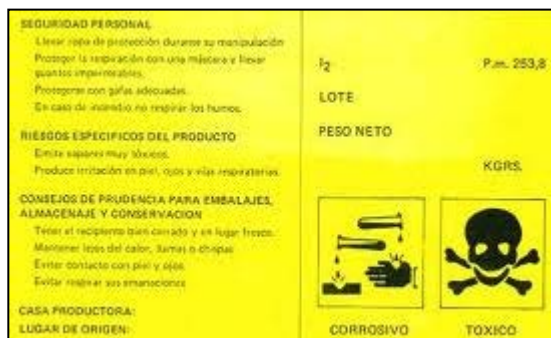 SEGURIDAD PERSONAL
Llevar ropa de protección durante su manipulación
Proteger la respiración con una máscara y llevar
guantes impermeables.
Protegerse con gafas adecuadas.
En caso de incendio no respirar los humos.
RIESGOS ESPECIFICOS DEL PRODUCTO
Emite vapores muy tóxicos.
Produce irritación en piel, ojos y vías respiratorias.
CONSEJOS DE PRUDENCIA PARA EMBALAJES,
ALMACENAJE Y CONSERVACION
Tener el recipiente bien cerrado y en lugar fresco.
Mantener lejos del calor, llamas o chispas
Evitar contacto con piel y ojos
Evitar respirar sus emanaciones
CASA PRODUCTORA:
LUGAR DE ORIGEN:
I2 P.m. 253,8
LOTE
PESO NETO
KGRS.
CORROSIVO TOXICO